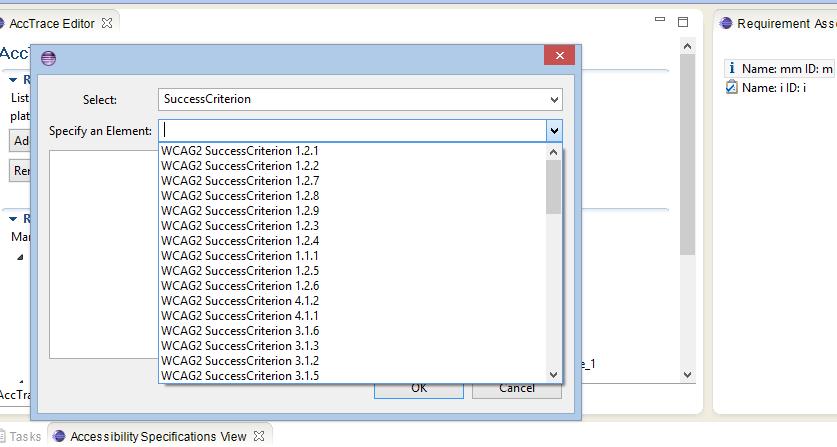 AccTrace Editor
Requirement Asse
Acc
R
List
plat
Ad
Rer
R
Mar
Select:
SuccessCriterion
Specify an Element:
WCAG2 SuccessCriterion 1.2.1
WCAG2 SuccessCriterion 1.2.2
WCAG2 SuccessCriterion 1.2.7
WCAG2 SuccessCriterion 1.2.8
WCAG2 SuccessCriterion 1.2.9
WCAG2 SuccessCriterion 1.2.3
WCAG2 SuccessCriterion 1.2.4
WCAG2 SuccessCriterion 1.1.1
WCAG2 SuccessCriterion 1.2.5
WCAG2 SuccessCriterion 1.2.6
WCAG2 SuccessCriterion 4.1.2
WCAG2 SuccessCriterion 4.1.1
WCAG2 SuccessCriterion 3.1.6
WCAG2 SuccessCriterion 3.1.3
WCAG2 SuccessCriterion 3.1.2
WCAG2 SuccessCriterion 3.1.5
OK
Cancel
Name: mm ID: m
Name: i ID: i
e_1
AccTra
Tasks
Accessibility Specifications View